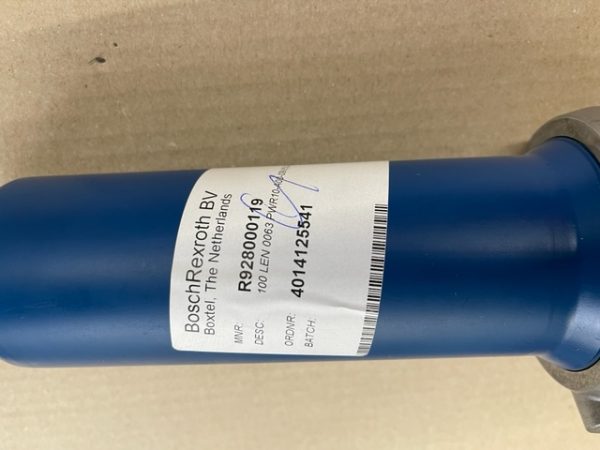 BoschRexroth BV
Boxtel, The Netherlands
MNR: R928000119
DESC: 100 LEN 0063
ORDNR: 4014125541
BATCH: